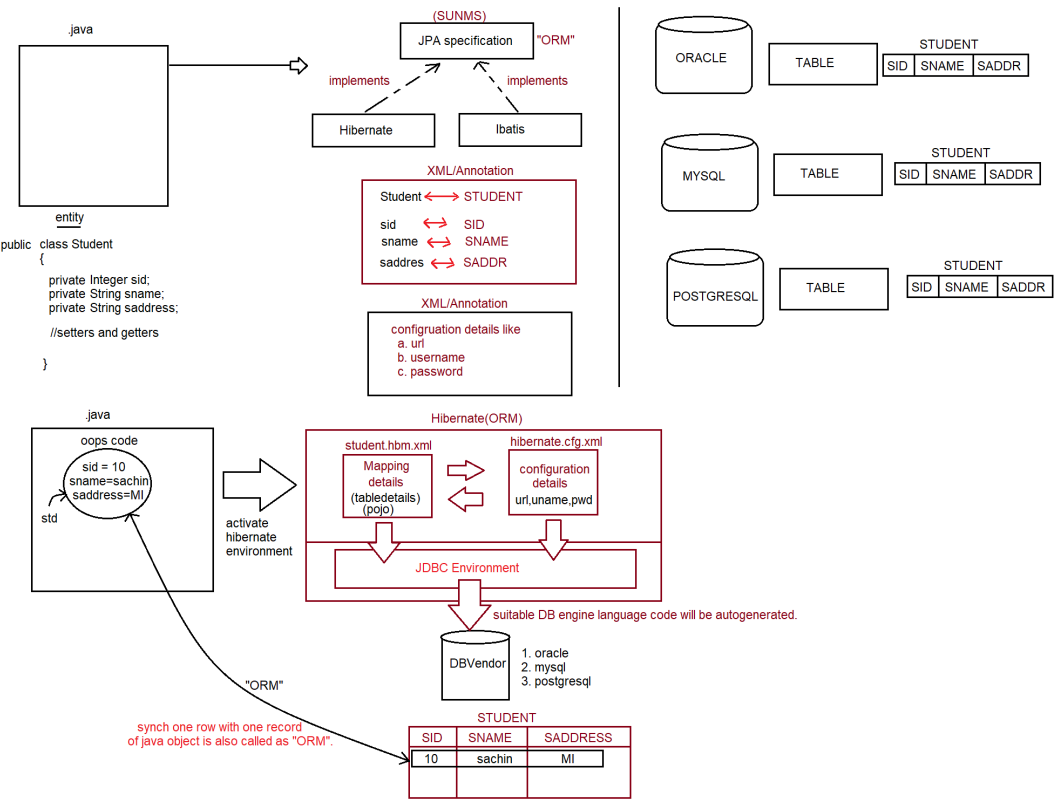 .java
(SUNMS)
JPA specification
"ORM"
implements
implements
Hibernate
Ibatis
XML/Annotation
Student STUDENT
sid SID
sname SNAME
saddres SADDR
XML/Annotation
configruation details like
a. url
b. username
c. password
entity
public class Student
{
private Integer sid;
private String sname;
private String saddress;
//setters and getters
}
ORACLE
TABLE
STUDENT
SID SNAME SADDR
MYSQL
TABLE
STUDENT
SID SNAME SADDR
POSTGRESQL
TABLE
STUDENT
SID SNAME SADDR
.java
oops code
sid = 10
sname=sachin
saddress=MI
std
activate
hibernate
environment
Hibernate(ORM)
student.hbm.xml
Mapping
details
(tabledetails)
(pojo)
hibernate.cfg.xml
configuration
details
url,uname,pwd
JDBC Environment
suitable DB engine language code will be autogenerated.
DBVendor
1. oracle
2. mysql
3. postgresql
"ORM"
synch one row with one record
of java object is also called as "ORM".
STUDENT
SID SNAME SADDRESS
10 sachin MI